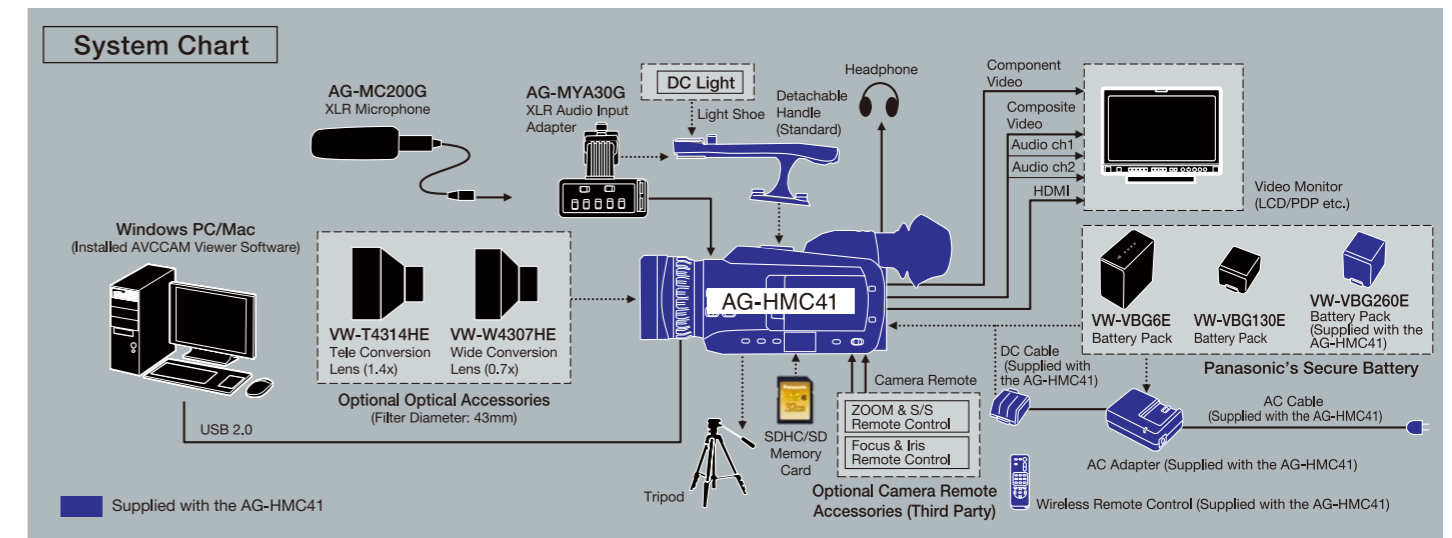 System Chart
AG-MC200G
XLR Microphone
AG-MYA30G
XLR Audio Input
Adapter
DC Light
Light Shoe
Detachable
Handle
(Standard)
Headphone
Component
Video
Composite
Video
Audio ch1
Audio ch2
HDMI
Video Monitor
(LCD/PDP etc.)
Windows PC/Mac
(Installed AVCCAM Viewer Software)
USB 2.0
VW-T4314HE
Tele Conversion
Lens (1.4x)
VW-W4307HE
Wide Conversion
Lens (0.7x)
Optional Optical Accessories
(Filter Diameter: 43mm)
AG-HMC41
Tripod
SDHC/SD
Memory
Card
Camera Remote
ZOOM & S/S
Remote Control
Focus & Iris
Remote Control
Optional Camera Remote
Accessories (Third Party)
VW-VBG6E
Battery Pack
VW-VBG130E
Battery Pack
VW-VBG260E
Battery Pack
(Supplied with the
AG-HMC41)
Panasonic's Secure Battery
DC Cable
(Supplied with
the AG-HMC41)
AC Cable
(Supplied with the AG-HMC41)
AC Adapter (Supplied with the AG-HMC41)
Wireless Remote Control (Supplied with the AG-HMC41)
Supplied with the AG-HMC41